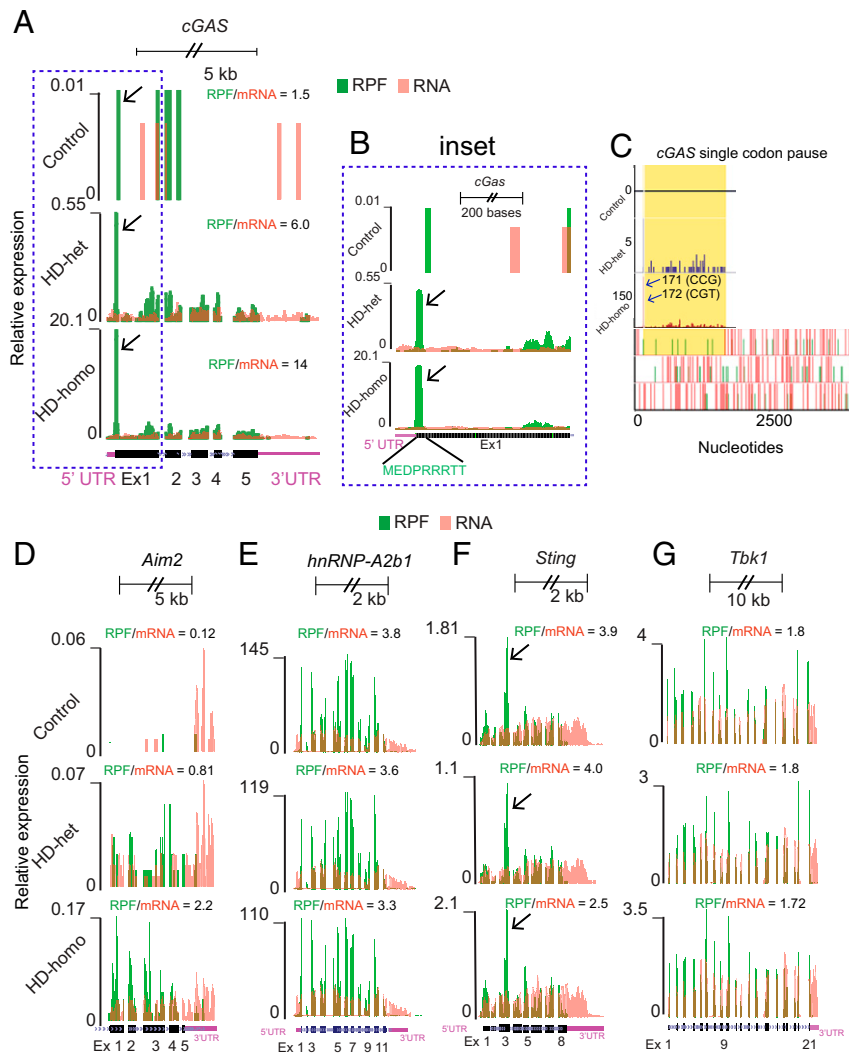 A
cGAS
5 kb
RPF RNA
Relative expression
Control
0.01
0
RPF/mRNA = 1.5
HD-het
0.55
0
RPF/mRNA = 6.0
HD-homo
20.1
0
RPF/mRNA = 14
5' UTR Ex1 2 3 4 5 3'UTR
B
inset
cGas
200 bases
Control
0.01
0
HD-het
0.55
0
HD-homo
20.1
0
5' UTR Ex1
MEDPRRRTT
C
cGAS single codon pause
Control
0
HD-het
5
HD-homo
150
171 (CCG)
172 (CGT)
0 2500
Nucleotides
RPF RNA
D
Aim2
5 kb
Relative expression
Control
0.06
0
RPF/mRNA = 0.12
HD-het
0.07
0
RPF/mRNA = 0.81
HD-homo
0.17
0
RPF/mRNA = 2.2
3'UTR
Ex 1 2 3 4 5
E
hnRNP-A2b1
2 kb
RPF/mRNA = 3.8
145
0
RPF/mRNA = 3.6
119
0
RPF/mRNA = 3.3
110
0
5'UTR 3'UTR
Ex 1 3 5 7 9 11
F
Sting
2 kb
1.81
0
RPF/mRNA = 3.9
1.1
0
RPF/mRNA = 4.0
2.1
0
RPF/mRNA = 2.5
5'UTR 3'UTR
Ex 1 3 5 8
G
Tbk1
10 kb
RPF/mRNA = 1.8
4
0
RPF/mRNA = 1.8
3
0
RPF/mRNA = 1.72
3.5
0
3'UTR
Ex 1 9 21